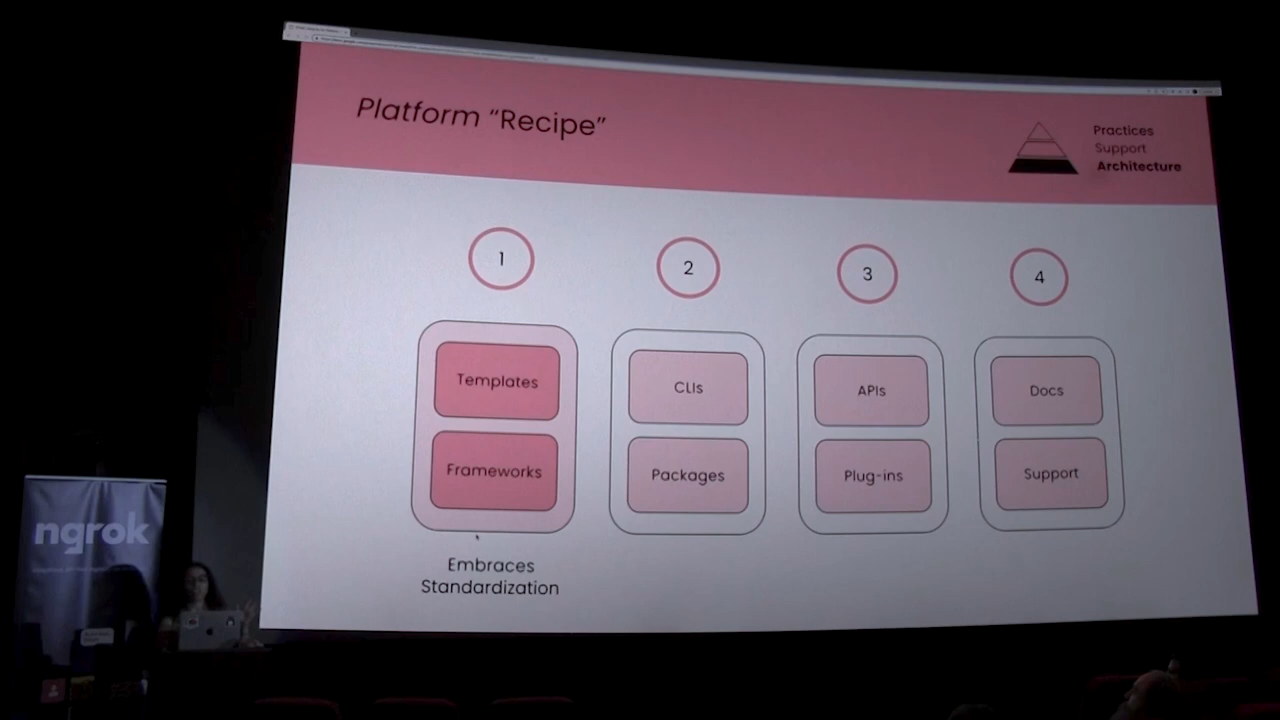 Platform “Recipe”
Practices
Support
Architecture
1
2
3
4
Templates
Frameworks
CLIs
Packages
APIs
Plug-ins
Docs
Support
Embraces
Standardization
ngrok